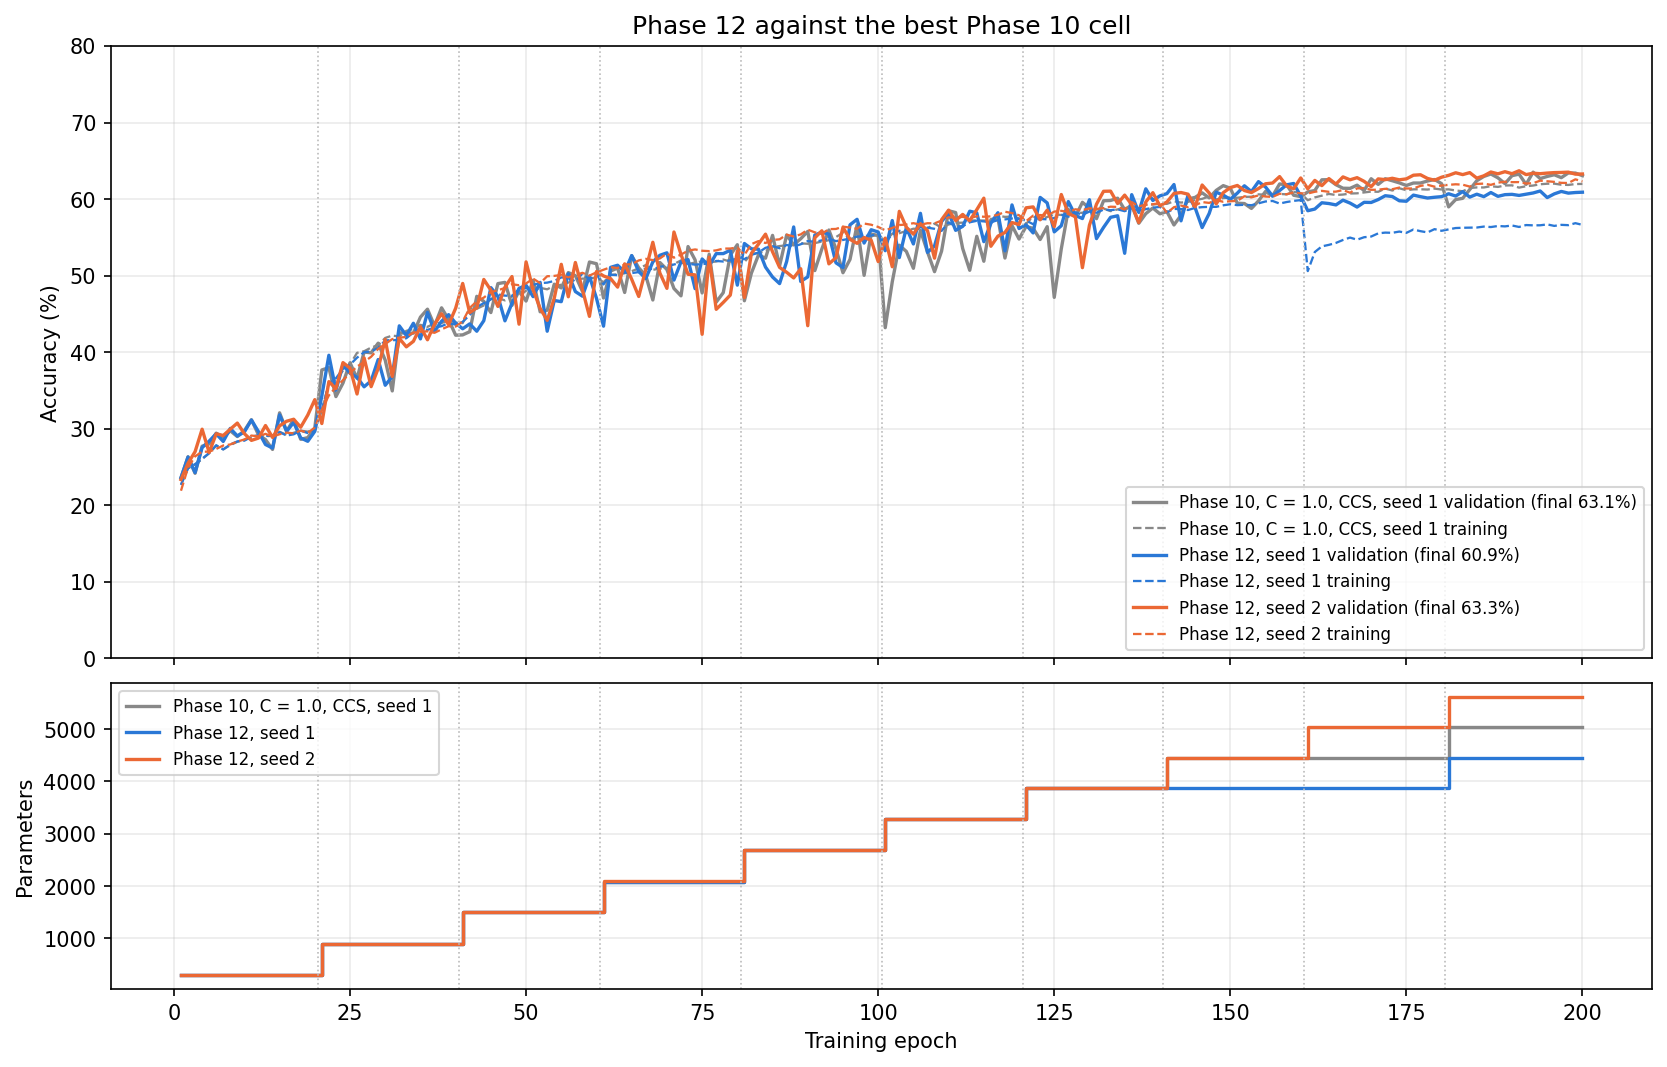 Phase 12 against the best Phase 10 cell
80
70
60
50
40
30
20
10
0
Accuracy (%)
Phase 10, C = 1.0, CCS, seed 1 validation (final 63.1%)
Phase 10, C = 1.0, CCS, seed 1 training
Phase 12, seed 1 validation (final 60.9%)
Phase 12, seed 1 training
Phase 12, seed 2 validation (final 63.3%)
Phase 12, seed 2 training
Phase 10, C = 1.0, CCS, seed 1
Phase 12, seed 1
Phase 12, seed 2
5000
4000
3000
2000
1000
Parameters
0 25 50 75 100 125 150 175 200
Training epoch